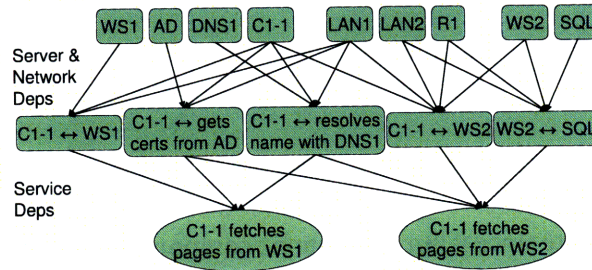 WS1 AD DNS1 C1-1 LAN1 LAN2 R1 WS2 SQL
Server &
Network
Deps
C1-1 ↔ WS1
C1-1 ↔ gets
certs from AD
C1-1 ↔ resolves
name with DNS1
C1-1 ↔ WS2
WS2 ↔ SQL
Service
Deps
C1-1 fetches
pages from WS1
C1-1 fetches
pages from WS2